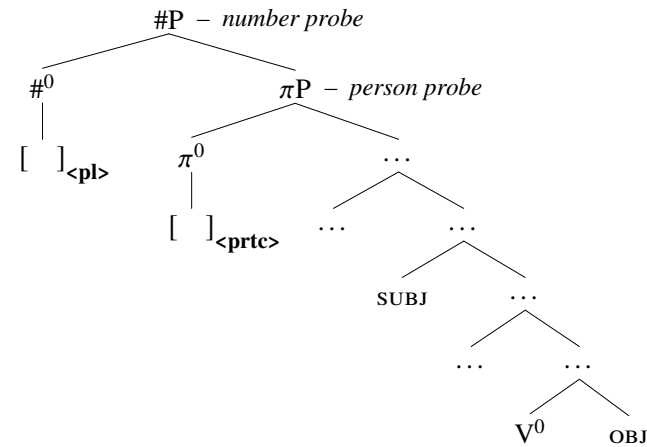 #P – number probe
#⁰ πP – person probe
[ ]<pl> π⁰ …
[ ]<prtc> … …
SUBJ …
… …
V⁰ OBJ